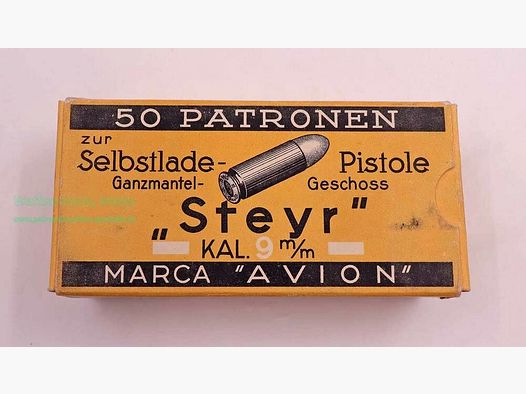 50 PATRONEN
zur
Selbstlade- Pistole
Ganzmantel- Geschoss
„Steyr"
KAL. 9 m/m
MARCA "AVION"